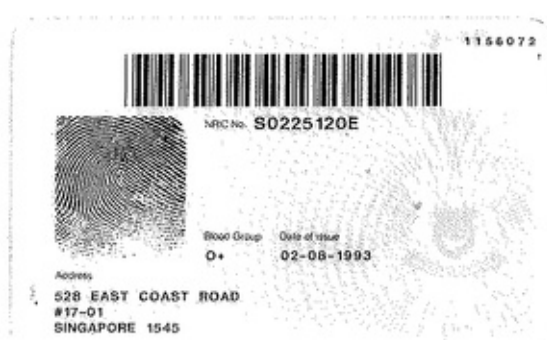 1156072
NRIC No. S0225120E
Blood Group Date of issue
O+ 02-08-1993
Address
528 EAST COAST ROAD
#17-01
SINGAPORE 1545